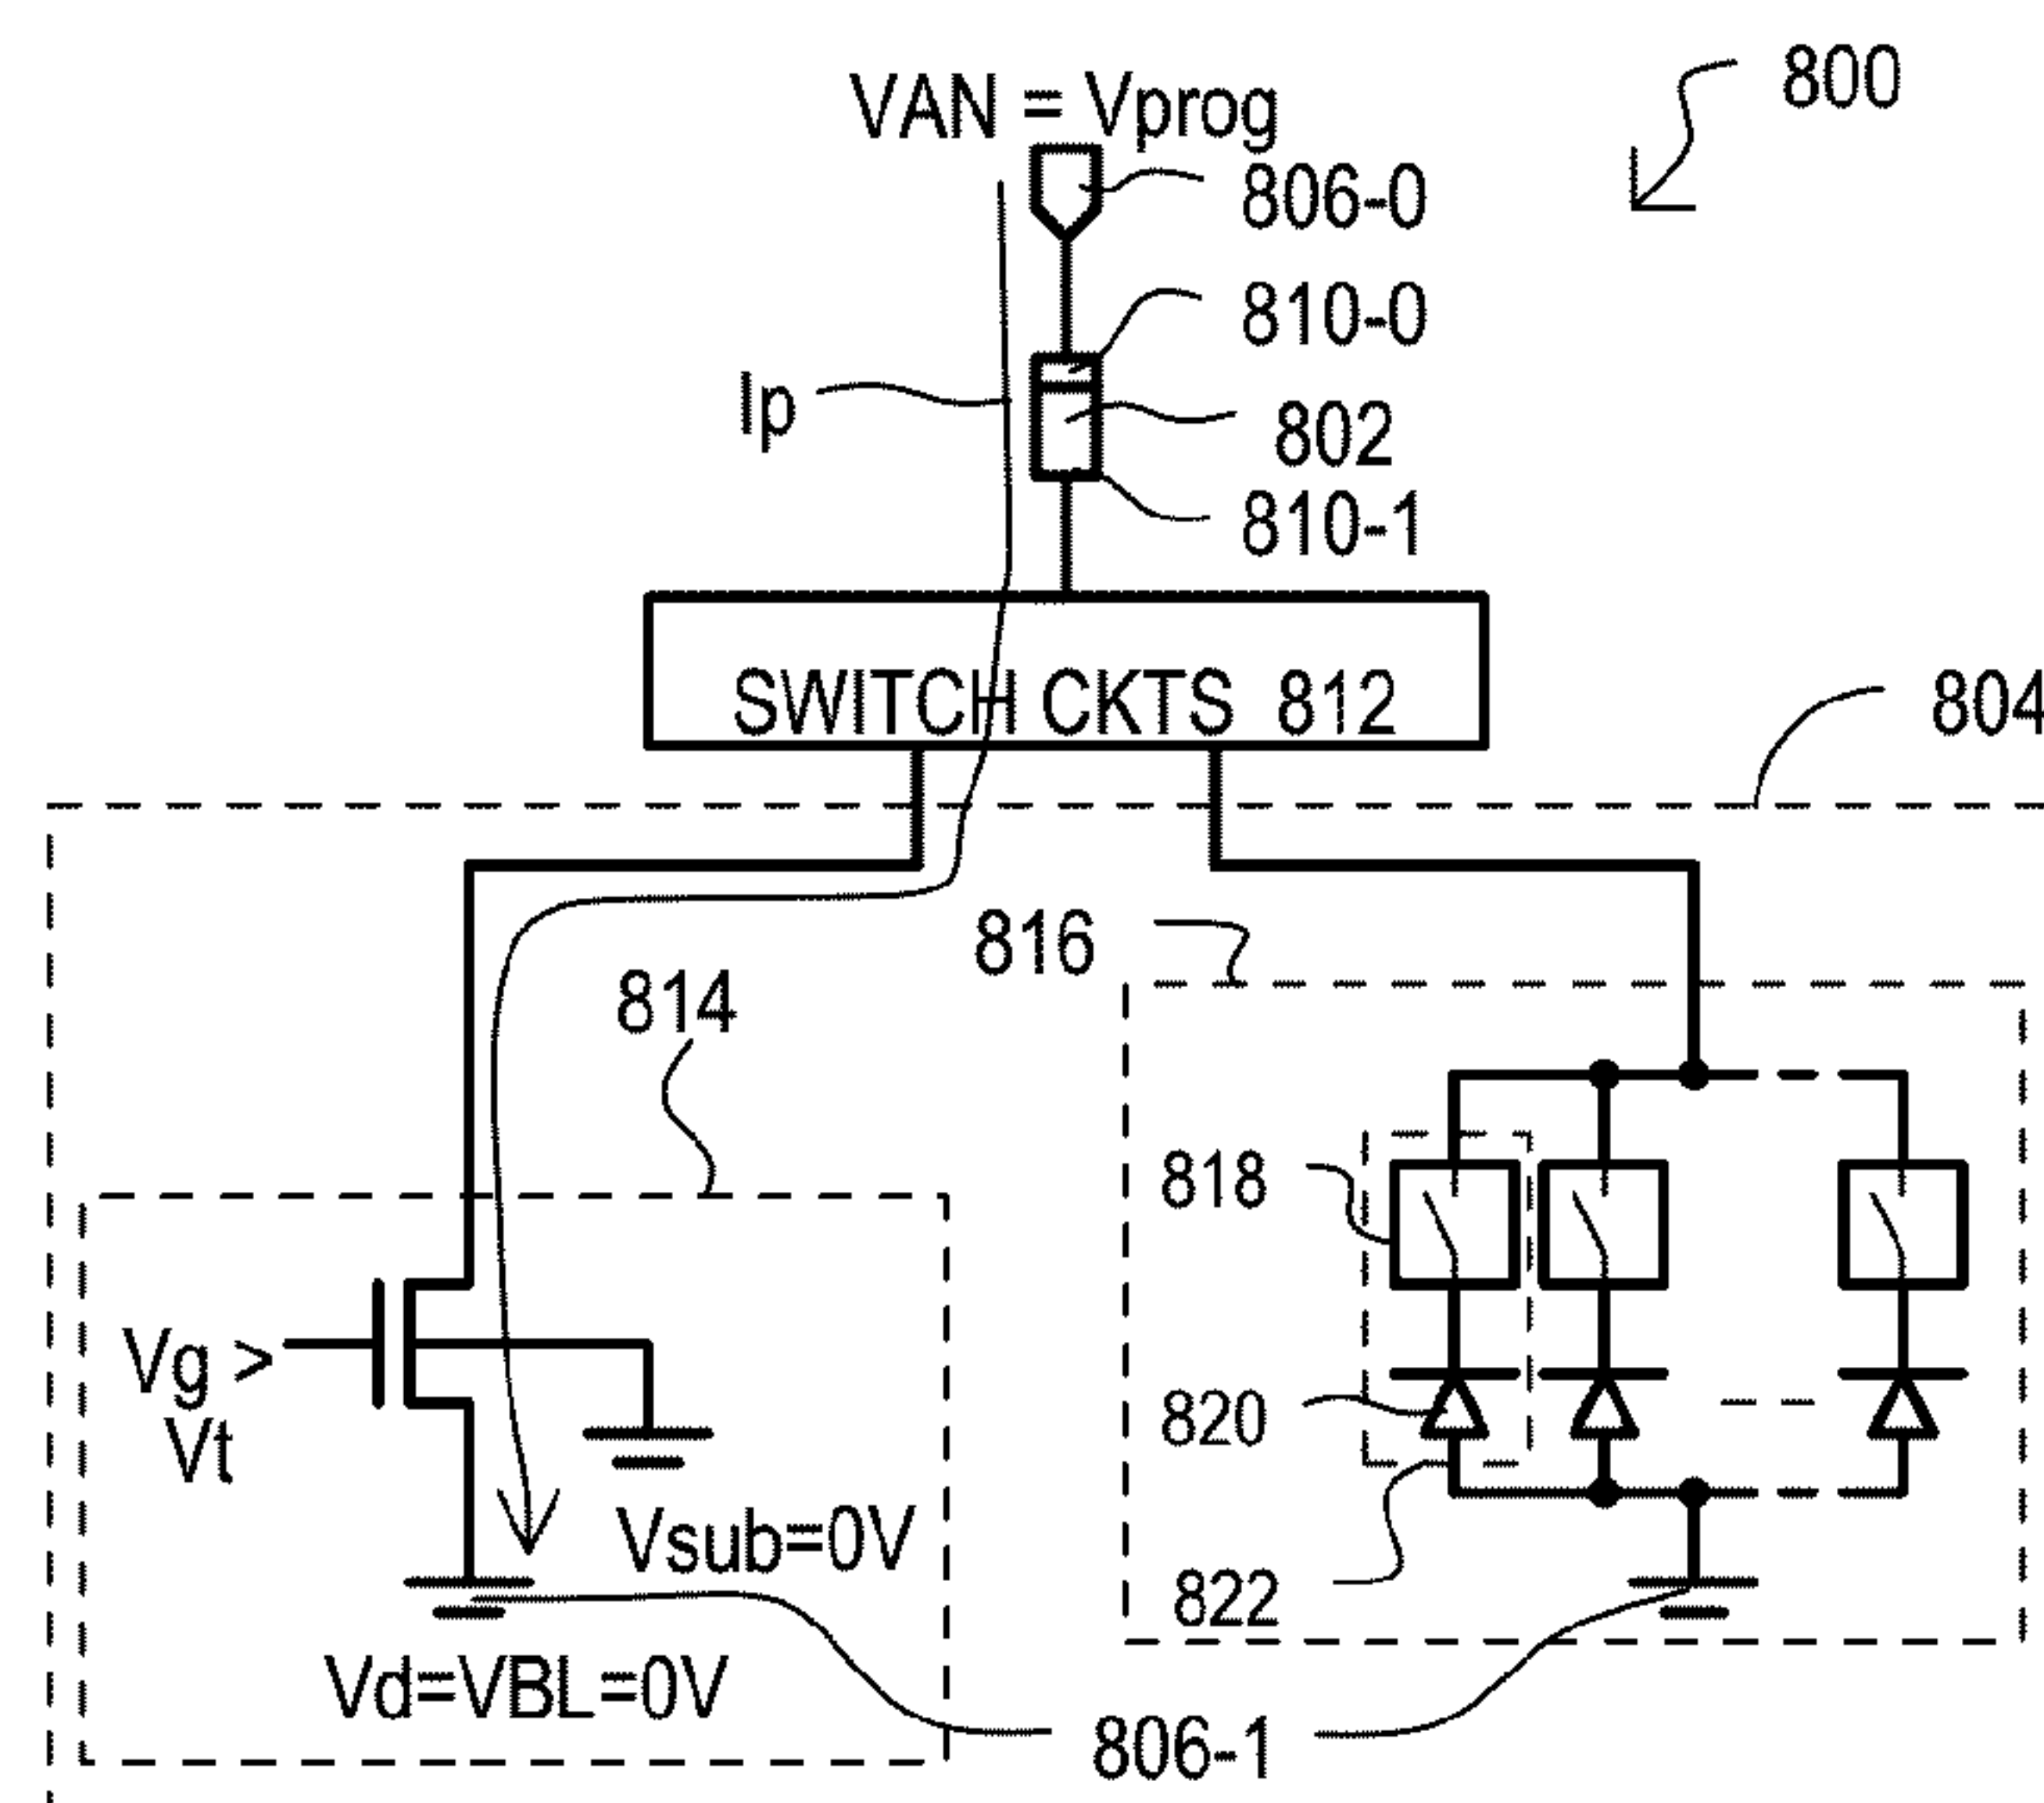 800
VAN = Vprog
806-0
810-0
Ip
802
810-1
SWITCH CKTS 812
804
816
814
818
Vg >
Vt
820
Vsub=0V
822
Vd=VBL=0V
806-1